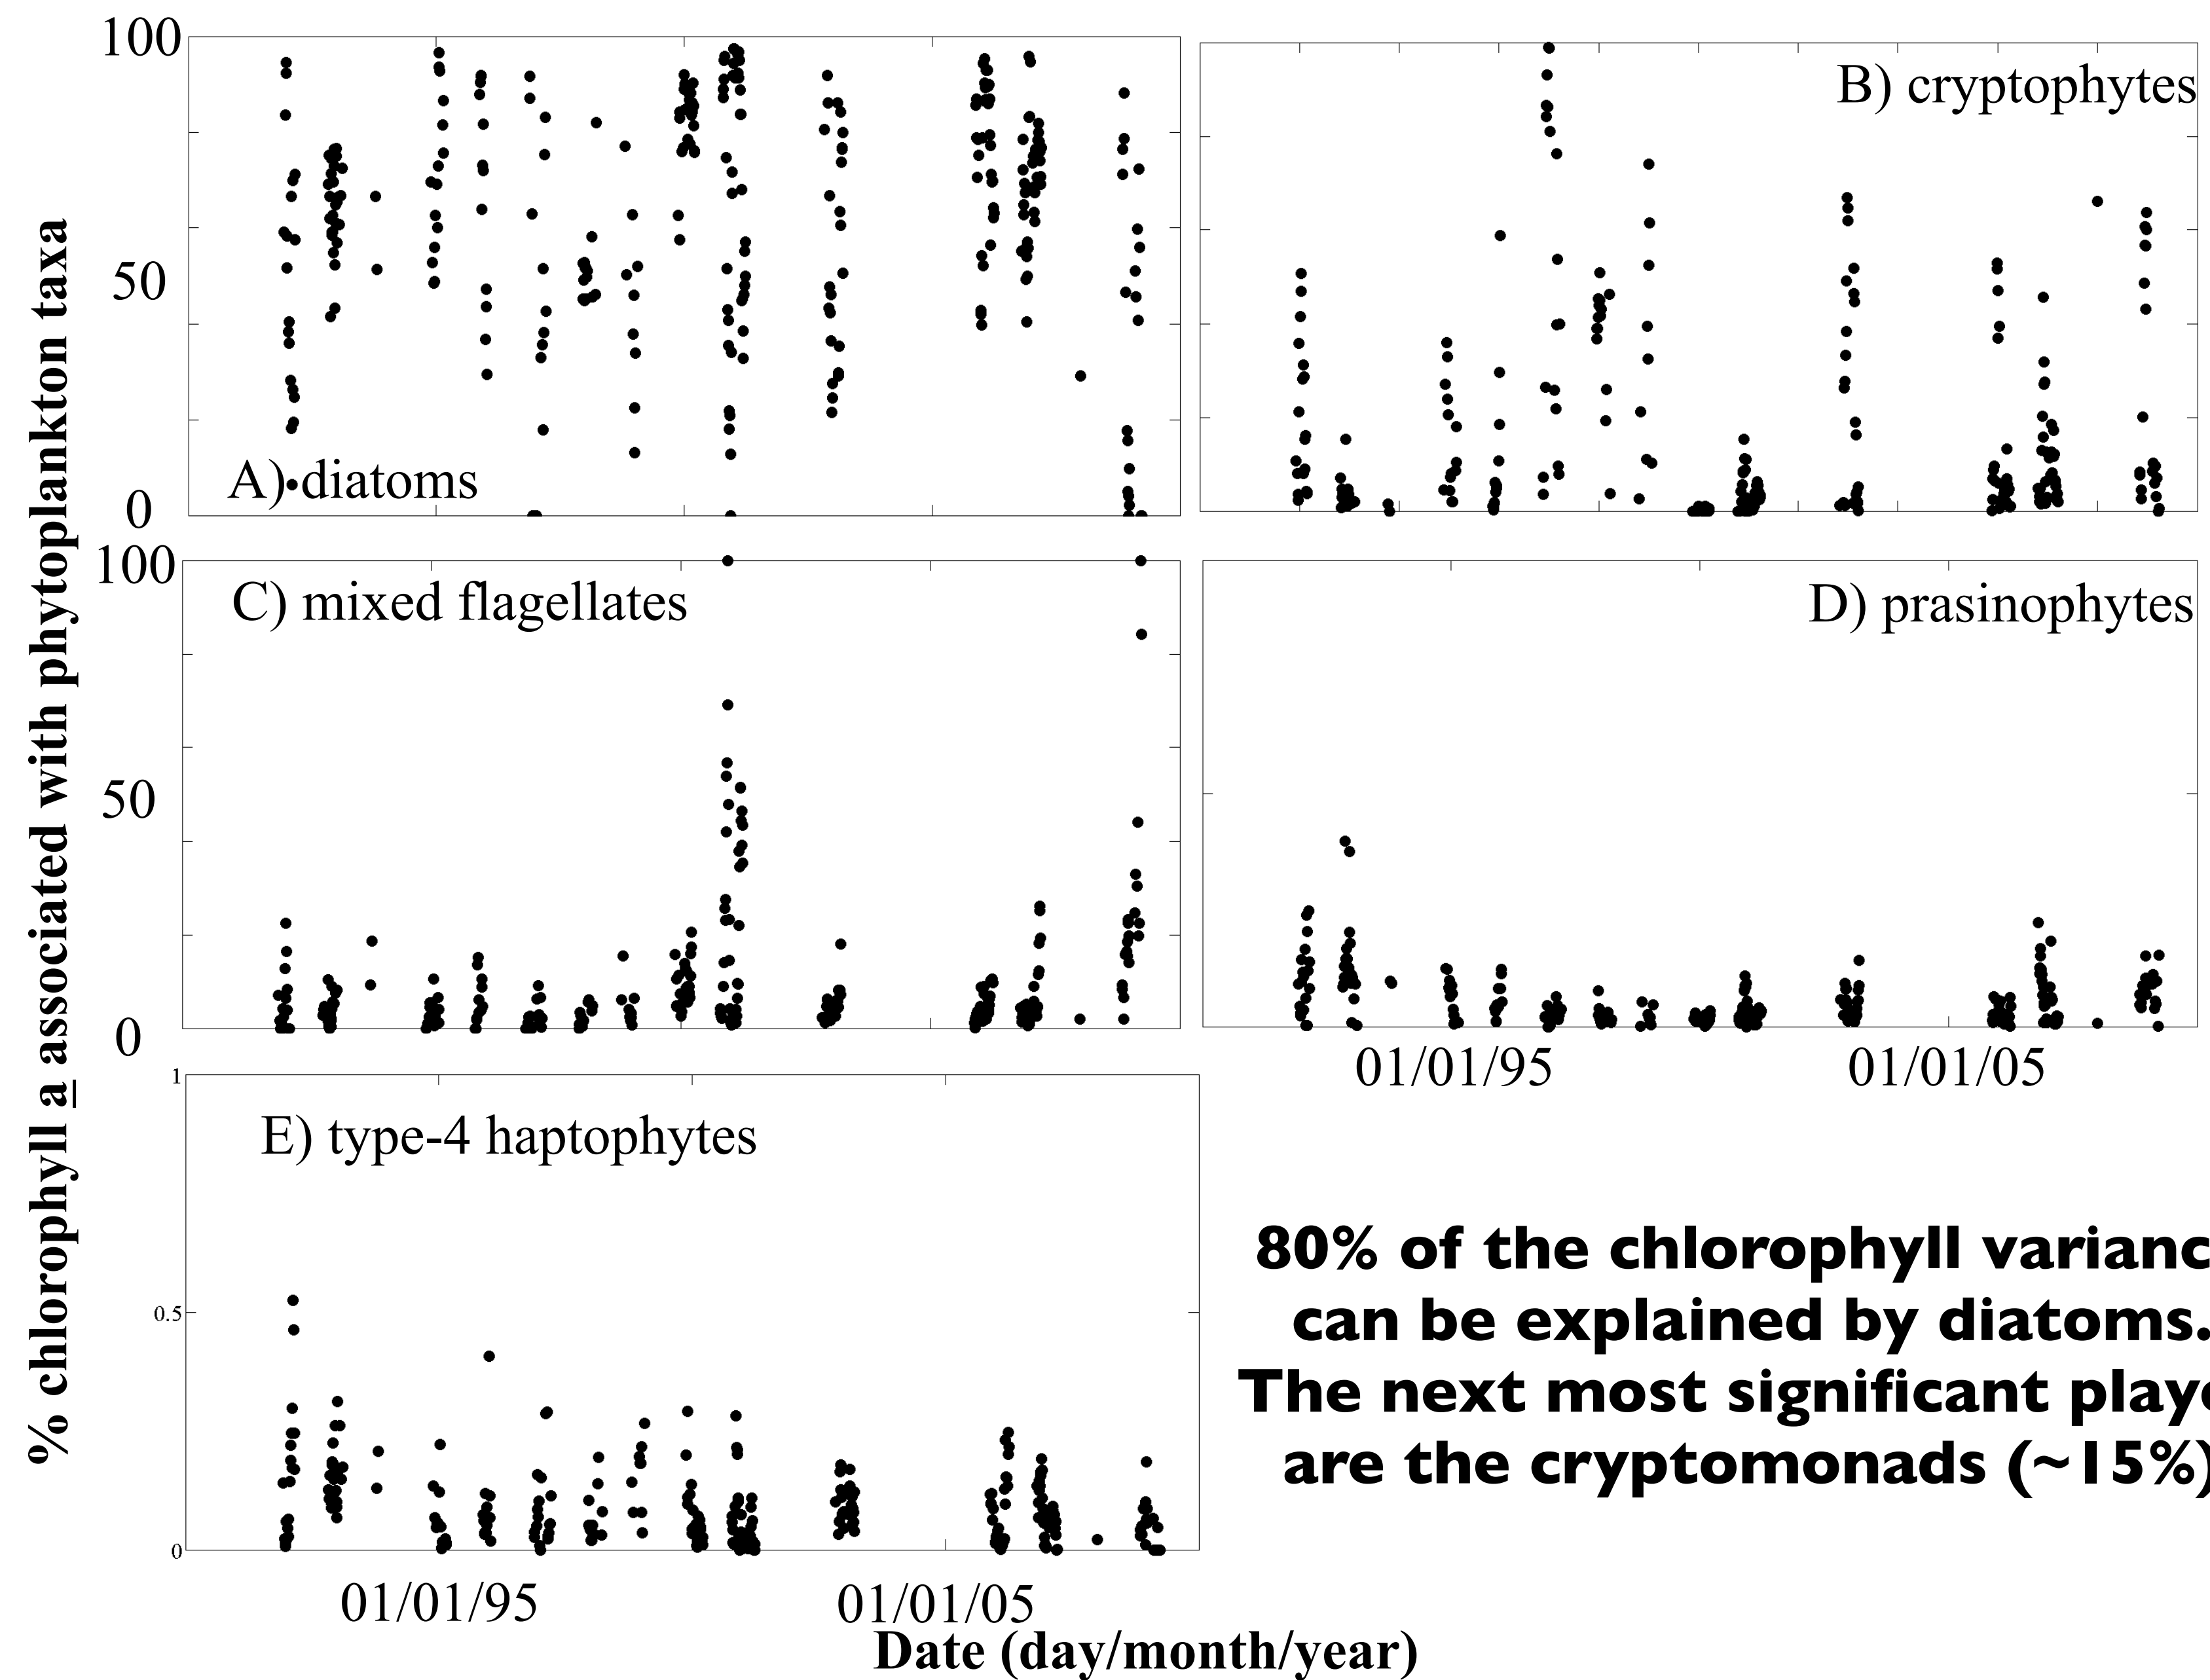 % chlorophyll a associated with phytoplankton taxa
100
50
0
A) diatoms
B) cryptophytes
100
50
0
C) mixed flagellates
D) prasinophytes
01/01/95
01/01/05
1
0.5
0
E) type-4 haptophytes
01/01/95
01/01/05
Date (day/month/year)
80% of the chlorophyll varianc
can be explained by diatoms.
The next most significant play
are the cryptomonads (~15%)